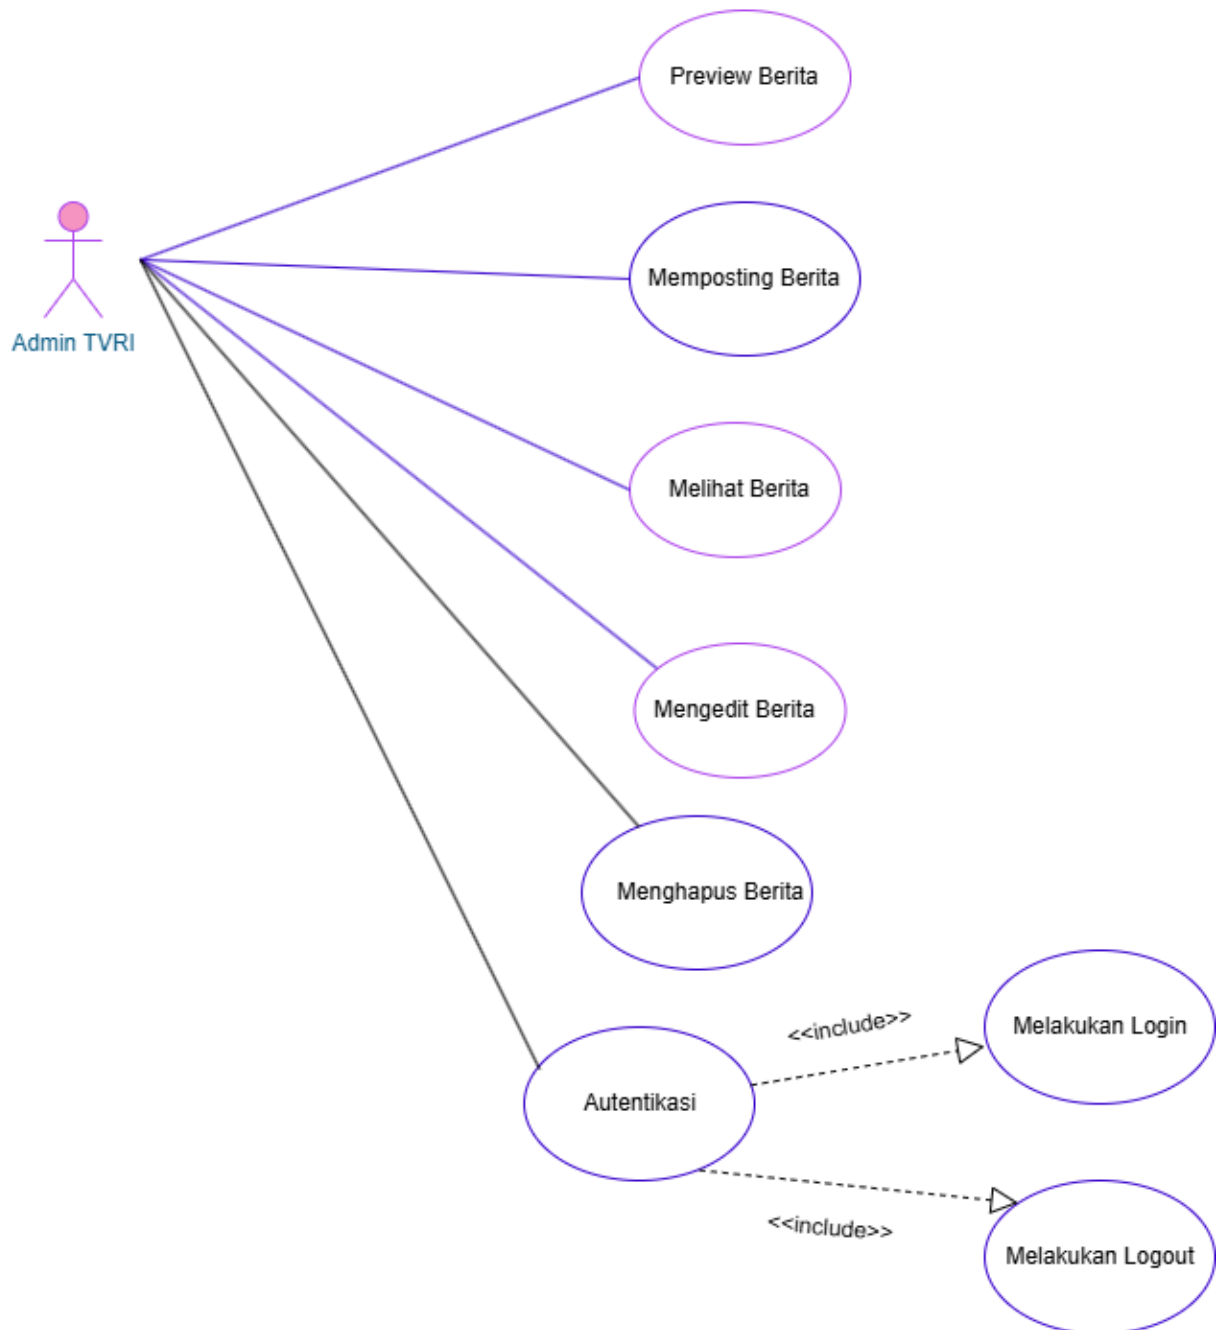 Preview Berita
Memposting Berita
Admin TVRI
Melihat Berita
Mengedit Berita
Menghapus Berita
<<include>>
Melakukan Login
Autentikasi
<<include>>
Melakukan Logout